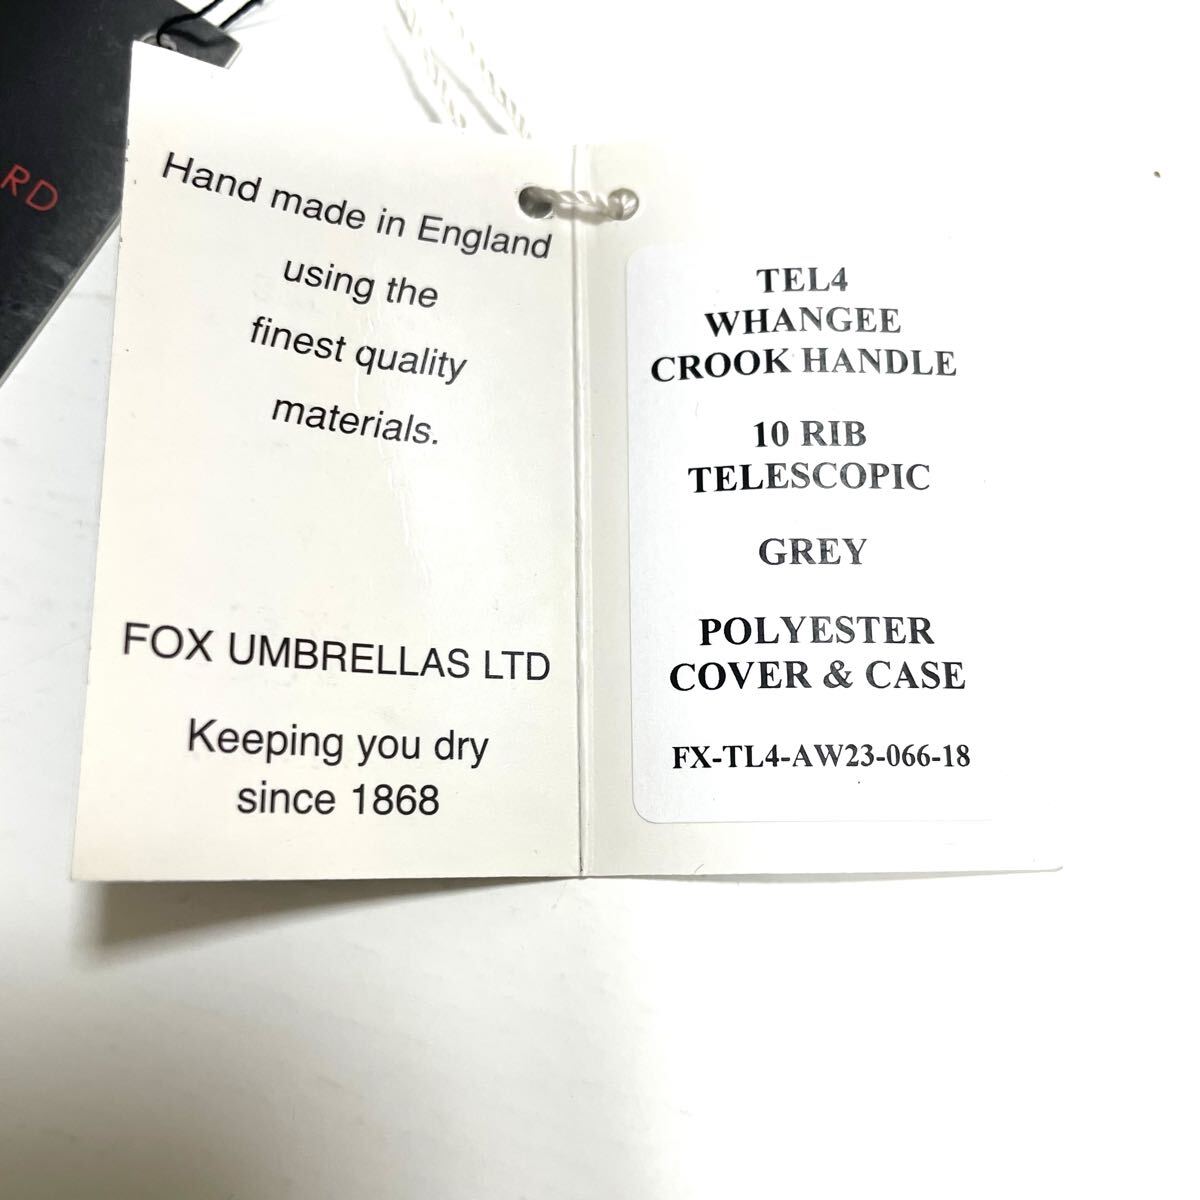 RD
Hand made in England
using the
finest quality
materials.
FOX UMBRELLAS LTD
Keeping you dry
since 1868
TEL4
WHANGEE
CROOK HANDLE
10 RIB
TELESCOPIC
GREY
POLYESTER
COVER & CASE
FX-TL4-AW23-066-18